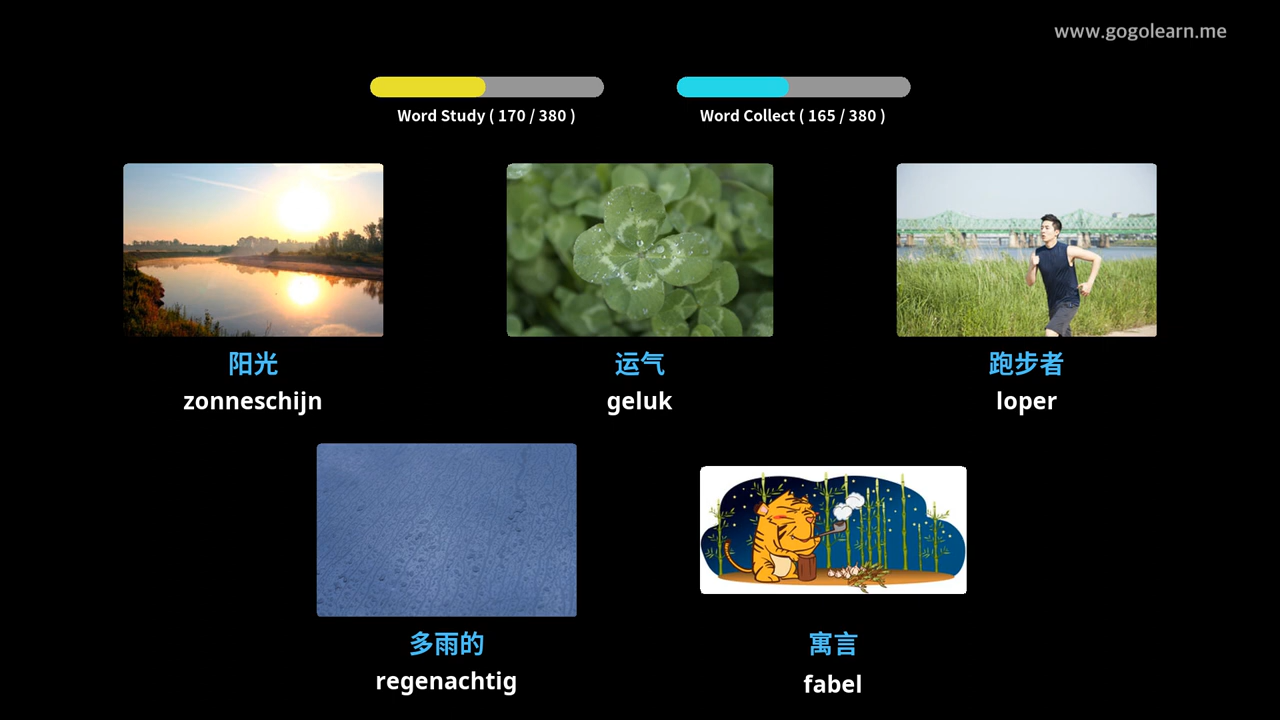 www.gogolearn.me
Word Study ( 170 / 380 )
Word Collect ( 165 / 380 )
阳光
zonneschijn
运气
geluk
跑步者
loper
多雨的
regenachtig
寓言
fabel